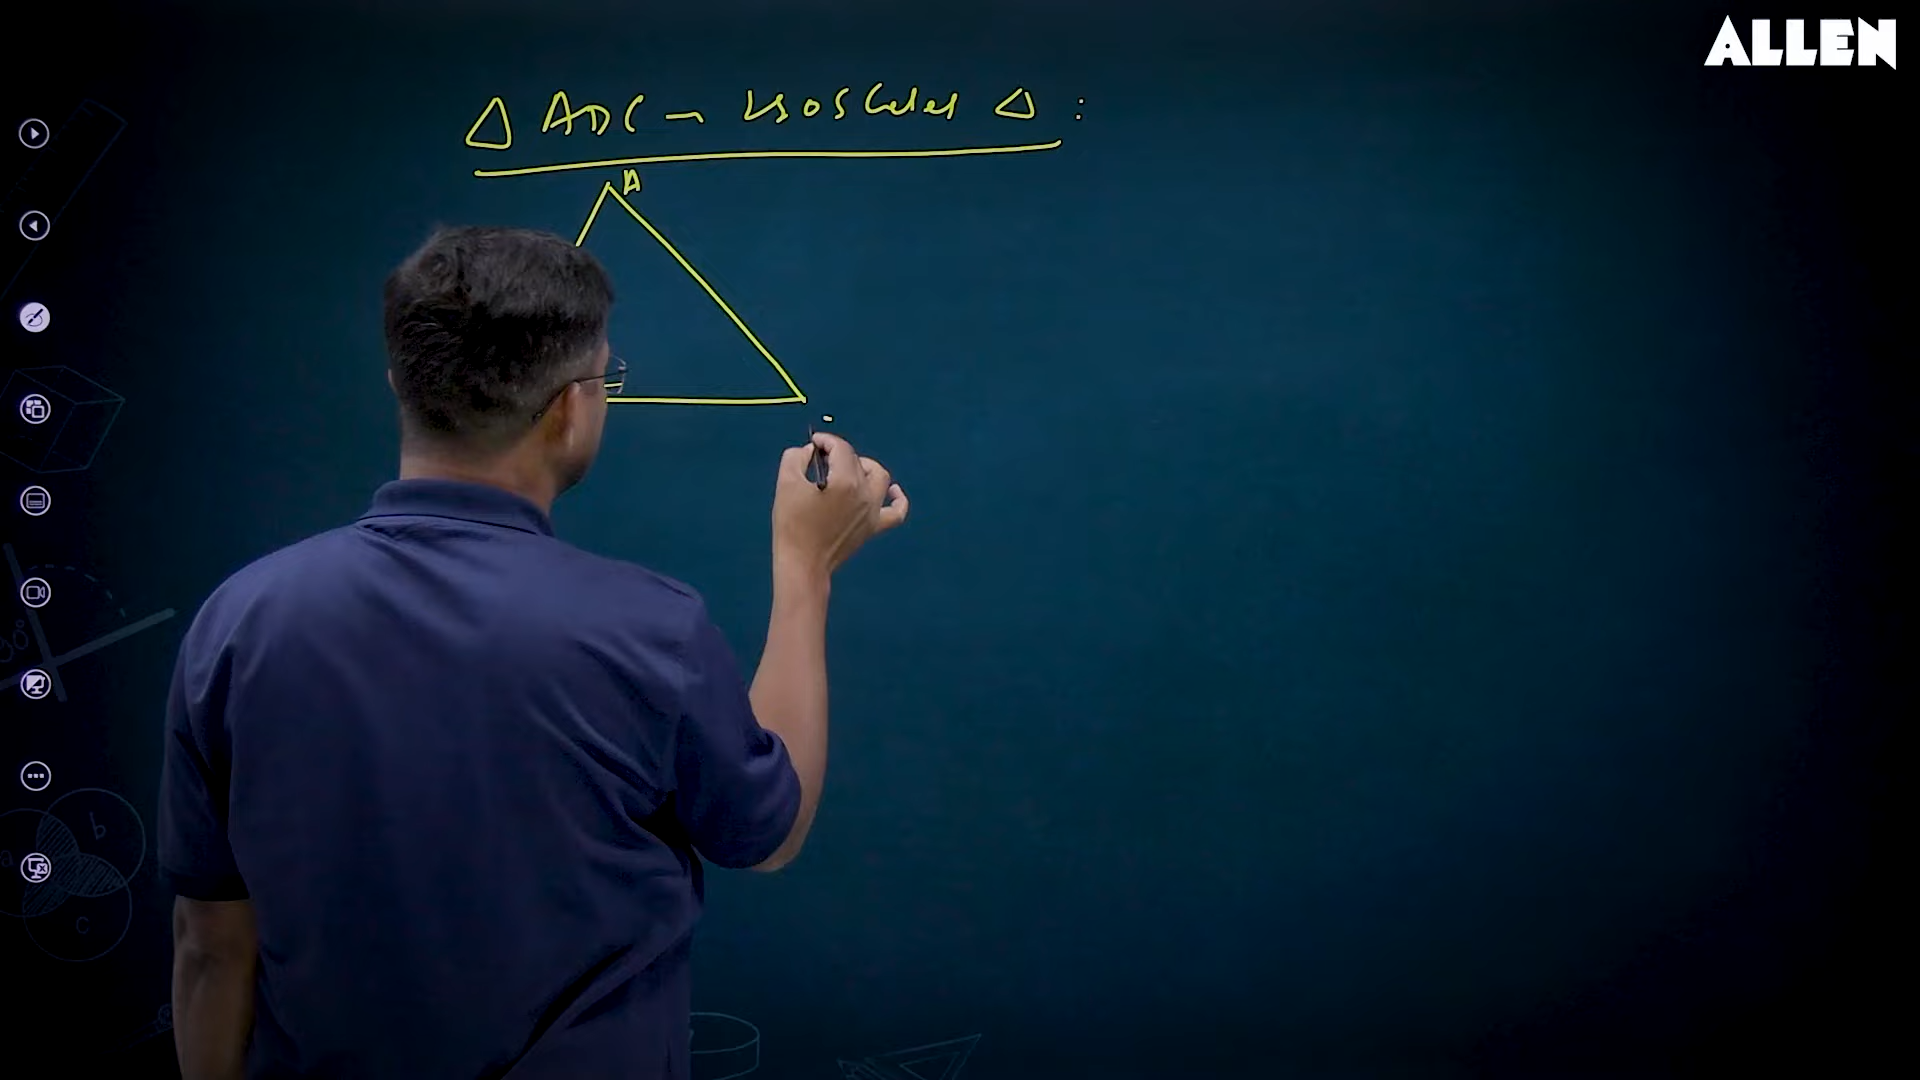 ALLEN
△ ADC – Isosceles △ :
A
b
c